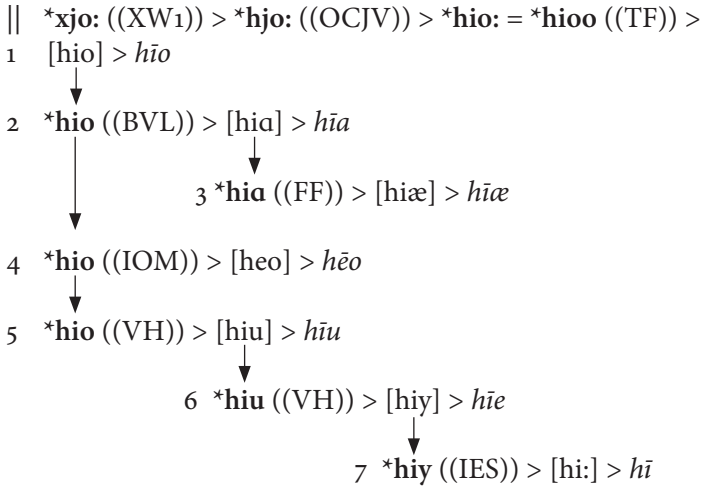 || *xjo: ((XW1)) > *hjo: ((OCJV)) > *hio: = *hioo ((TF)) >
1 [hio] > hīo
2 *hio ((BVL)) > [hiɑ] > hīa
3 *hiɑ ((FF)) > [hiæ] > hīæ
4 *hio ((IOM)) > [heo] > hēo
5 *hio ((VH)) > [hiu] > hīu
6 *hiu ((VH)) > [hiy] > hīe
7 *hiy ((IES)) > [hi:] > hī